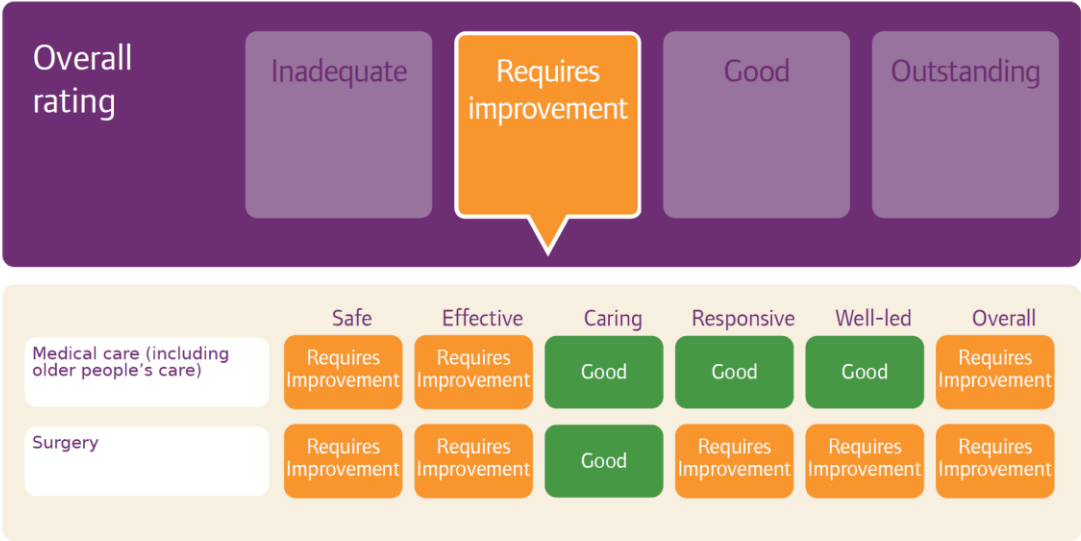 Overall
rating
Inadequate
Requires
improvement
Good
Outstanding
Safe Effective Caring Responsive Well-led Overall
Medical care (including
older people's care)
Requires
Improvement
Requires
Improvement
Good
Good
Good
Requires
Improvement
Surgery
Requires
Improvement
Requires
Improvement
Good
Requires
Improvement
Requires
Improvement
Requires
Improvement